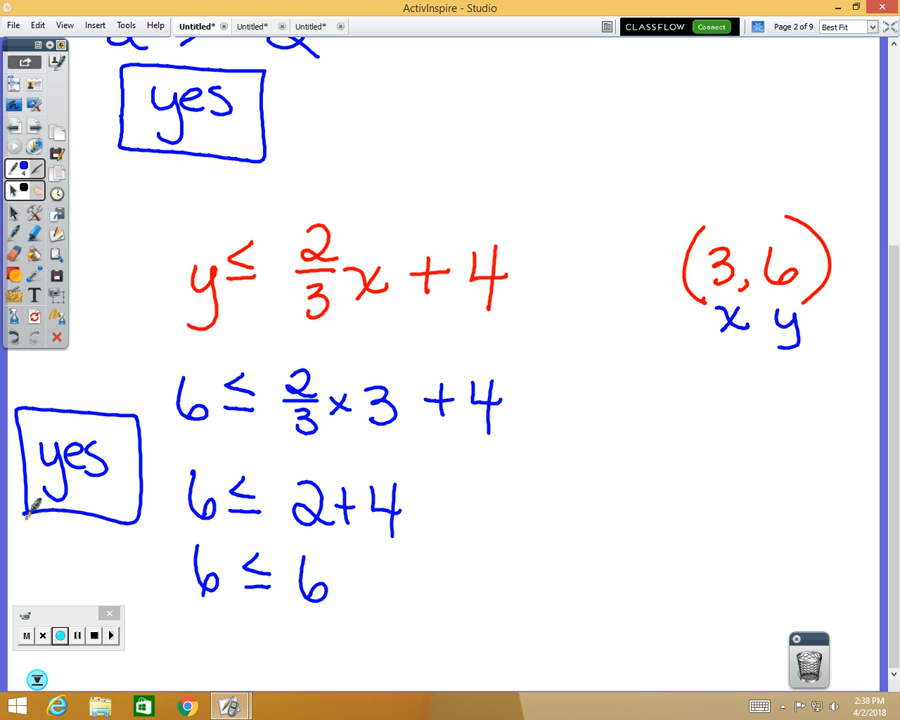 ActivInspire - Studio
File Edit View Insert Tools Help Untitled* Untitled* Untitled* CLASSFLOW Connect Page 2 of 9 Best Fit
yes
y ≤ 2/3 x + 4
(3, 6)
x y
6 ≤ 2/3 × 3 + 4
yes
6 ≤ 2 + 4
6 ≤ 6
M
2:38 PM
4/2/2018